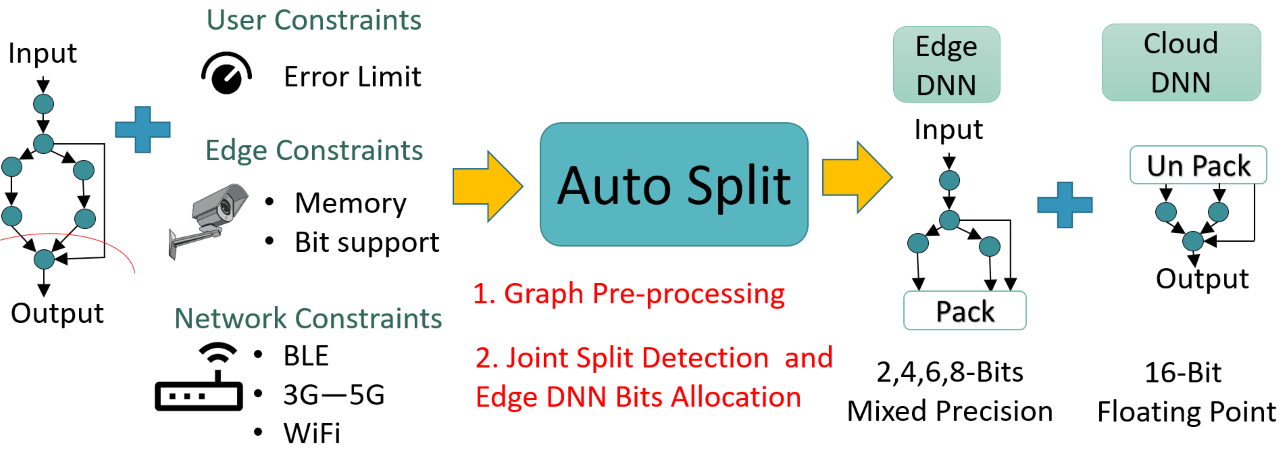 Input
Output
User Constraints
Error Limit
Edge Constraints
• Memory
• Bit support
Network Constraints
• BLE
• 3G—5G
• WiFi
Auto Split
1. Graph Pre-processing
2. Joint Split Detection and
Edge DNN Bits Allocation
Edge
DNN
Input
Pack
2,4,6,8-Bits
Mixed Precision
Cloud
DNN
Un Pack
Output
16-Bit
Floating Point